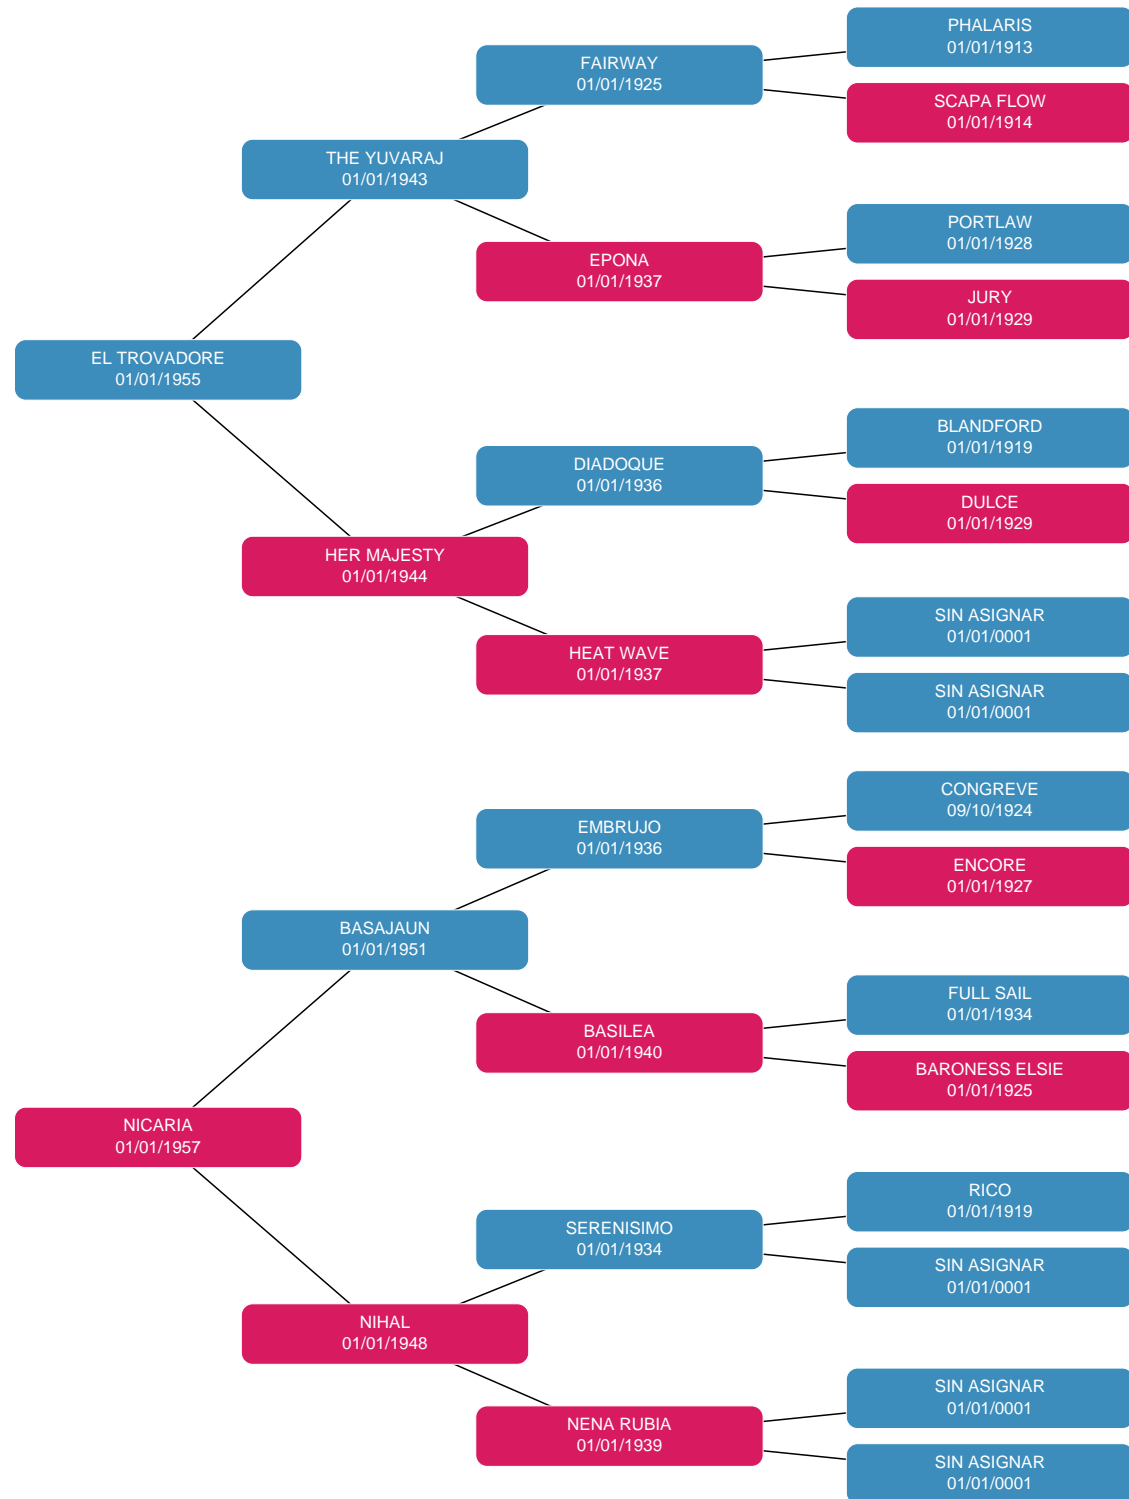 PHALARIS
01/01/1913
FAIRWAY
01/01/1925
SCAPA FLOW
01/01/1914
THE YUVARAJ
01/01/1943
PORTLAW
01/01/1928
EPONA
01/01/1937
JURY
01/01/1929
EL TROVADORE
01/01/1955
BLANDFORD
01/01/1919
DIADOQUE
01/01/1936
DULCE
01/01/1929
HER MAJESTY
01/01/1944
SIN ASIGNAR
01/01/0001
HEAT WAVE
01/01/1937
SIN ASIGNAR
01/01/0001
CONGREVE
09/10/1924
EMBRUJO
01/01/1936
ENCORE
01/01/1927
BASAJAUN
01/01/1951
FULL SAIL
01/01/1934
BASILEA
01/01/1940
BARONESS ELSIE
01/01/1925
NICARIA
01/01/1957
RICO
01/01/1919
SERENISIMO
01/01/1934
SIN ASIGNAR
01/01/0001
NIHAL
01/01/1948
SIN ASIGNAR
01/01/0001
NENA RUBIA
01/01/1939
SIN ASIGNAR
01/01/0001